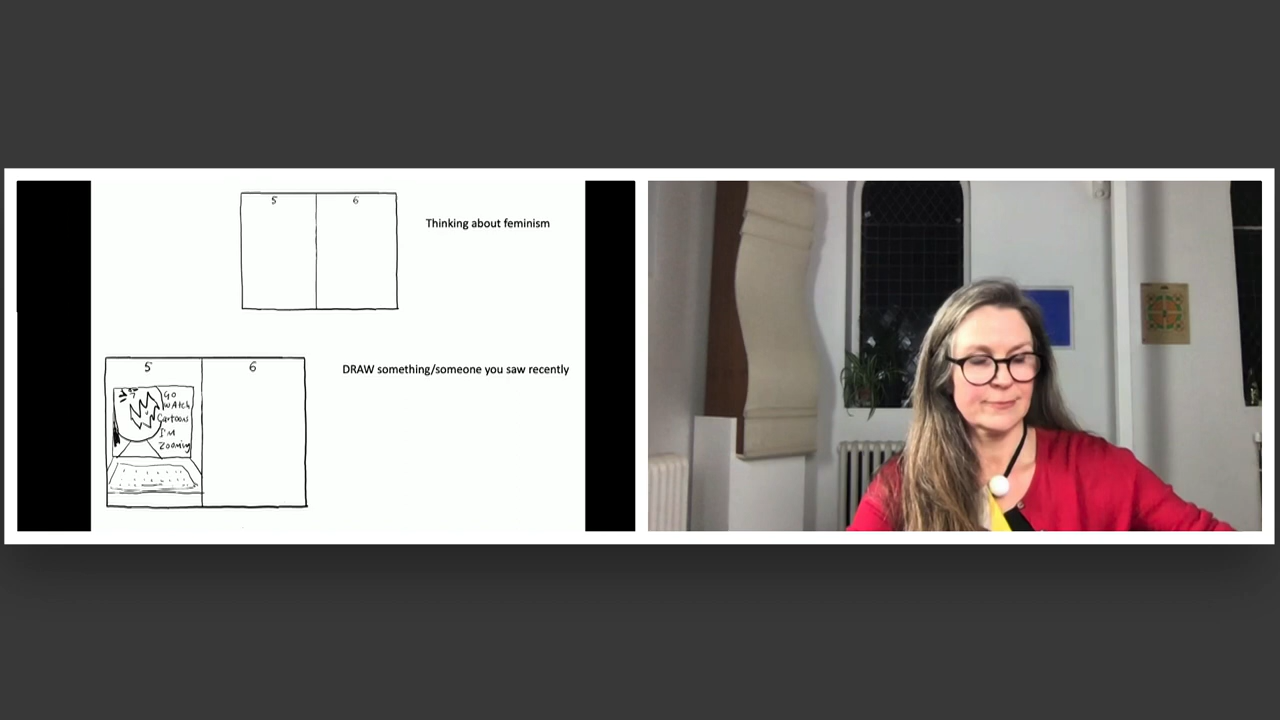 5 6
Thinking about feminism
5 6
DRAW something/someone you saw recently
Go
WAtch
Cartoons
I'M
Zooming